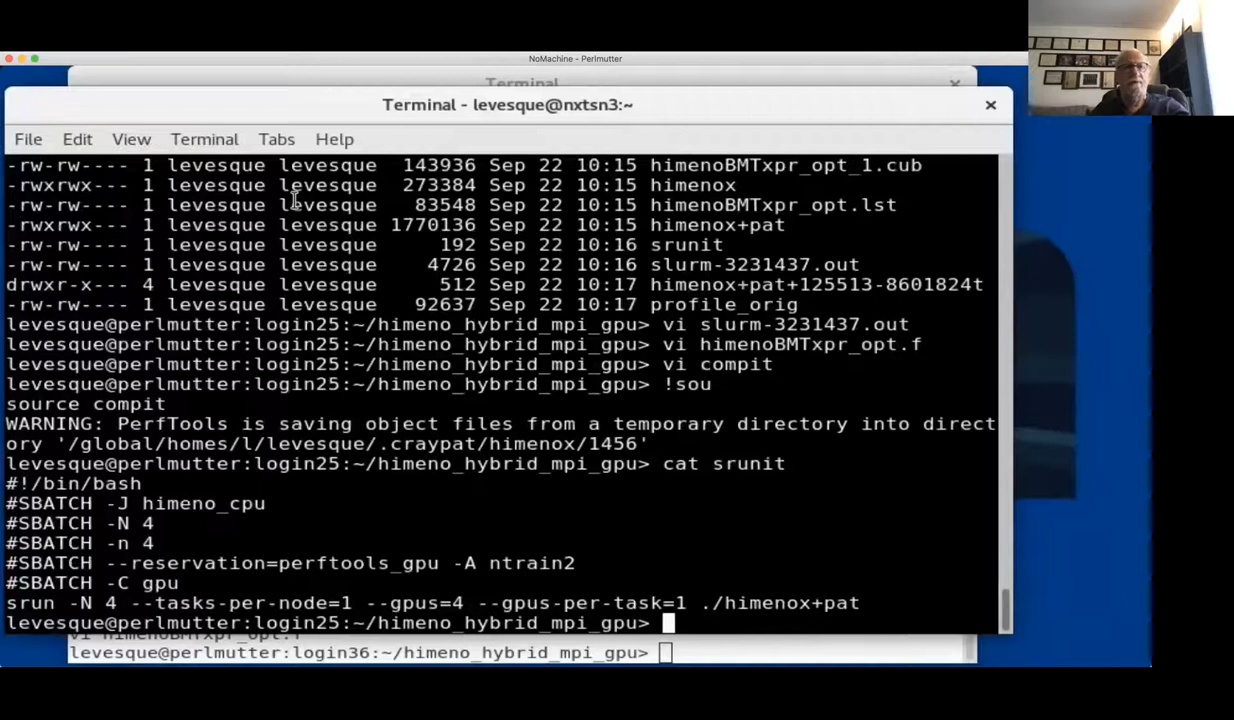 NoMachine - Perlmutter
Terminal
Terminal - levesque@nxtsn3:~
File Edit View Terminal Tabs Help
-rw-rw---- 1 levesque levesque 143936 Sep 22 10:15 himenoBMTxpr_opt_1.cub
-rwxrwx--- 1 levesque levesque 273384 Sep 22 10:15 himenox
-rw-rw---- 1 levesque levesque 83548 Sep 22 10:15 himenoBMTxpr_opt.lst
-rwxrwx--- 1 levesque levesque 1770136 Sep 22 10:15 himenox+pat
-rw-rw---- 1 levesque levesque 192 Sep 22 10:16 srunit
-rw-rw---- 1 levesque levesque 4726 Sep 22 10:16 slurm-3231437.out
drwxr-x--- 4 levesque levesque 512 Sep 22 10:17 himenox+pat+125513-8601824t
-rw-rw---- 1 levesque levesque 92637 Sep 22 10:17 profile_orig
levesque@perlmutter:login25:~/himeno_hybrid_mpi_gpu> vi slurm-3231437.out
levesque@perlmutter:login25:~/himeno_hybrid_mpi_gpu> vi himenoBMTxpr_opt.f
levesque@perlmutter:login25:~/himeno_hybrid_mpi_gpu> vi compit
levesque@perlmutter:login25:~/himeno_hybrid_mpi_gpu> !sou
source compit
WARNING: PerfTools is saving object files from a temporary directory into direct
ory '/global/homes/l/levesque/.craypat/himenox/1456'
levesque@perlmutter:login25:~/himeno_hybrid_mpi_gpu> cat srunit
#!/bin/bash
#SBATCH -J himeno_cpu
#SBATCH -N 4
#SBATCH -n 4
#SBATCH --reservation=perftools_gpu -A ntrain2
#SBATCH -C gpu
srun -N 4 --tasks-per-node=1 --gpus=4 --gpus-per-task=1 ./himenox+pat
levesque@perlmutter:login25:~/himeno_hybrid_mpi_gpu>
vi himenoBMTxpr_opt.f
levesque@perlmutter:login36:~/himeno_hybrid_mpi_gpu>